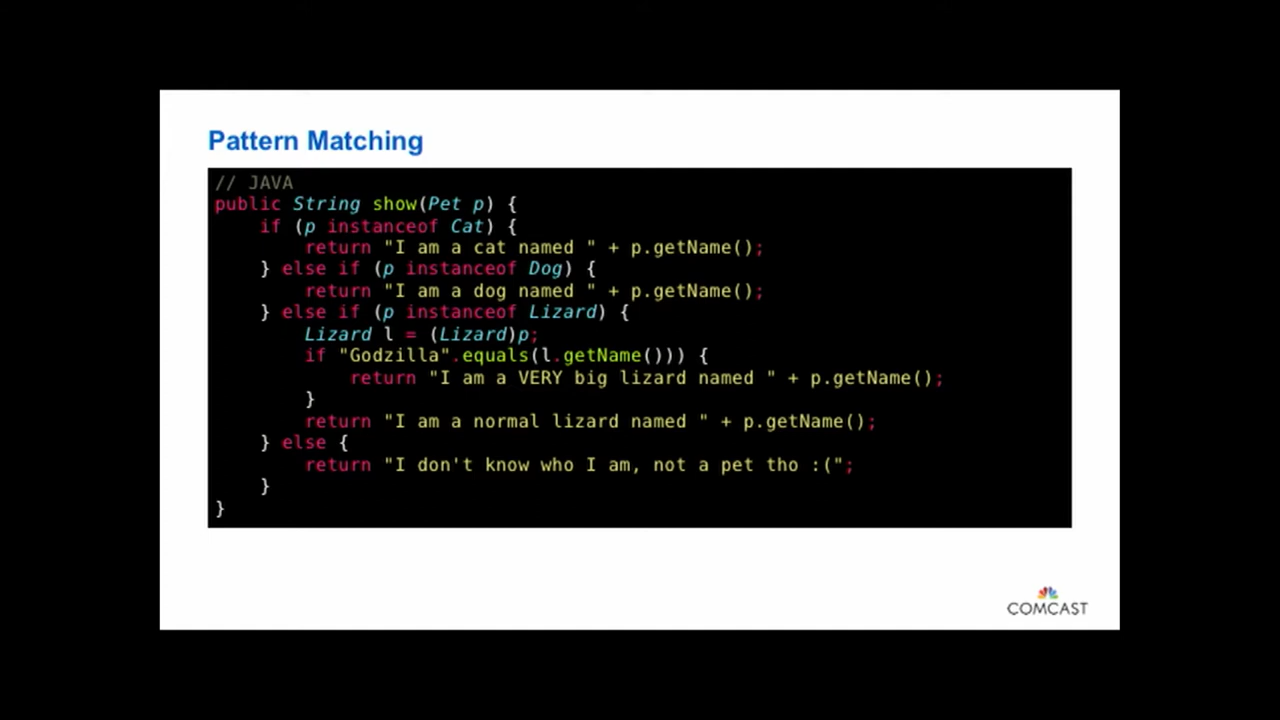 Pattern Matching
// JAVA
public String show(Pet p) {
    if (p instanceof Cat) {
        return "I am a cat named " + p.getName();
    } else if (p instanceof Dog) {
        return "I am a dog named " + p.getName();
    } else if (p instanceof Lizard) {
        Lizard l = (Lizard)p;
        if "Godzilla".equals(l.getName())) {
            return "I am a VERY big lizard named " + p.getName();
        }
        return "I am a normal lizard named " + p.getName();
    } else {
        return "I don't know who I am, not a pet tho :(";
    }
}
COMCAST